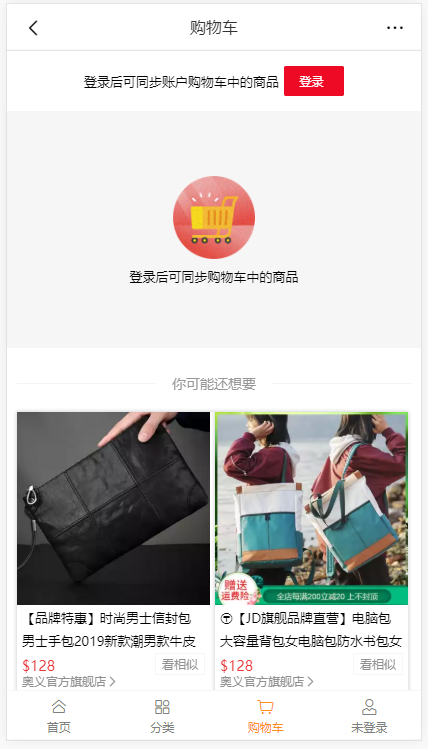 购物车
登录后可同步账户购物车中的商品 登录
登录后可同步购物车中的商品
你可能还想要
赠送
运费险
全店每满200立减20 上不封顶
【品牌特惠】时尚男士信封包
男士手包2019新款潮男款牛皮
$128 看相似
奥义官方旗舰店 >
【JD旗舰品牌直营】电脑包
大容量背包女电脑包防水书包女
$128 看相似
奥义官方旗舰店 >
首页 分类 购物车 未登录